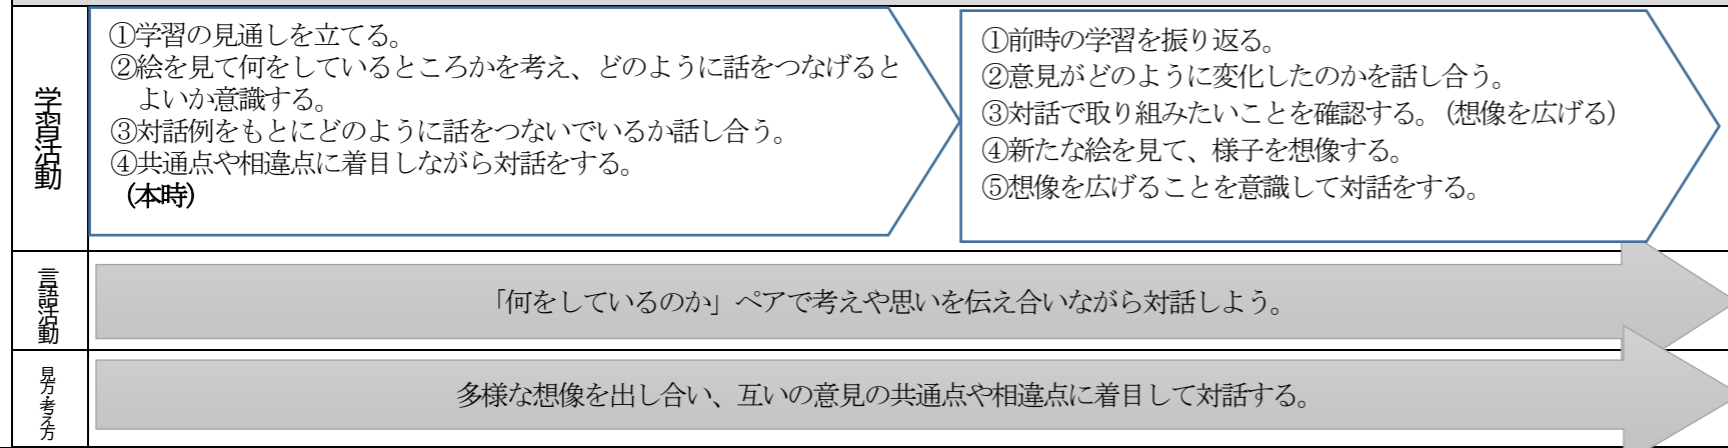 学習活動
①学習の見通しを立てる。
②絵を見て何をしているところかを考え、どのように話をつなげると
よいか意識する。
③対話例をもとにどのように話をつないでいるか話し合う。
④共通点や相違点に着目しながら対話をする。
(本時)
①前時の学習を振り返る。
②意見がどのように変化したのかを話し合う。
③対話で取り組みたいことを確認する。(想像を広げる)
④新たな絵を見て、様子を想像する。
⑤想像を広げることを意識して対話をする。
言語活動
「何をしているのか」ペアで考えや思いを伝え合いながら対話しよう。
見方・考え方
多様な想像を出し合い、互いの意見の共通点や相違点に着目して対話する。